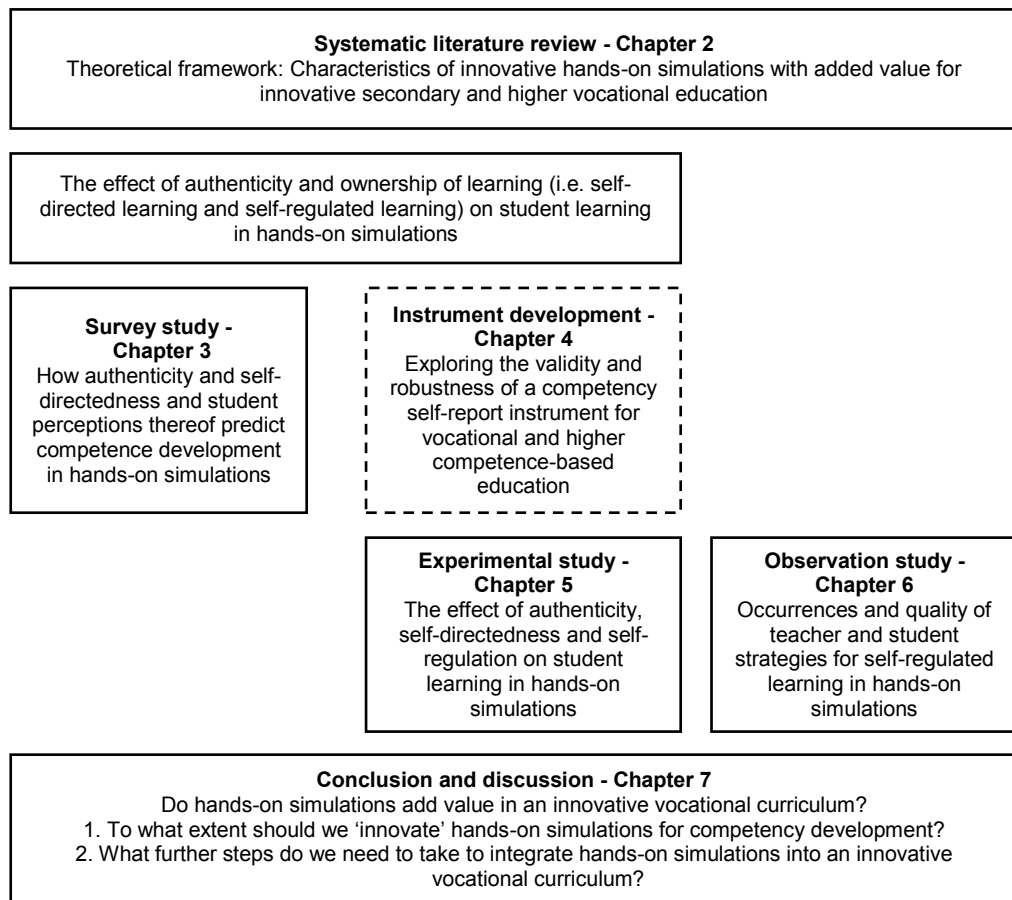 Systematic literature review - Chapter 2
Theoretical framework: Characteristics of innovative hands-on simulations with added value for
innovative secondary and higher vocational education
The effect of authenticity and ownership of learning (i.e. self-
directed learning and self-regulated learning) on student learning
in hands-on simulations
Survey study -
Chapter 3
How authenticity and self-
directedness and student
perceptions thereof predict
competence development
in hands-on simulations
Instrument development -
Chapter 4
Exploring the validity and
robustness of a competency
self-report instrument for
vocational and higher
competence-based
education
Experimental study -
Chapter 5
The effect of authenticity,
self-directedness and self-
regulation on student
learning in hands-on
simulations
Observation study -
Chapter 6
Occurrences and quality of
teacher and student
strategies for self-regulated
learning in hands-on
simulations
Conclusion and discussion - Chapter 7
Do hands-on simulations add value in an innovative vocational curriculum?
1. To what extent should we ‘innovate’ hands-on simulations for competency development?
2. What further steps do we need to take to integrate hands-on simulations into an innovative
vocational curriculum?